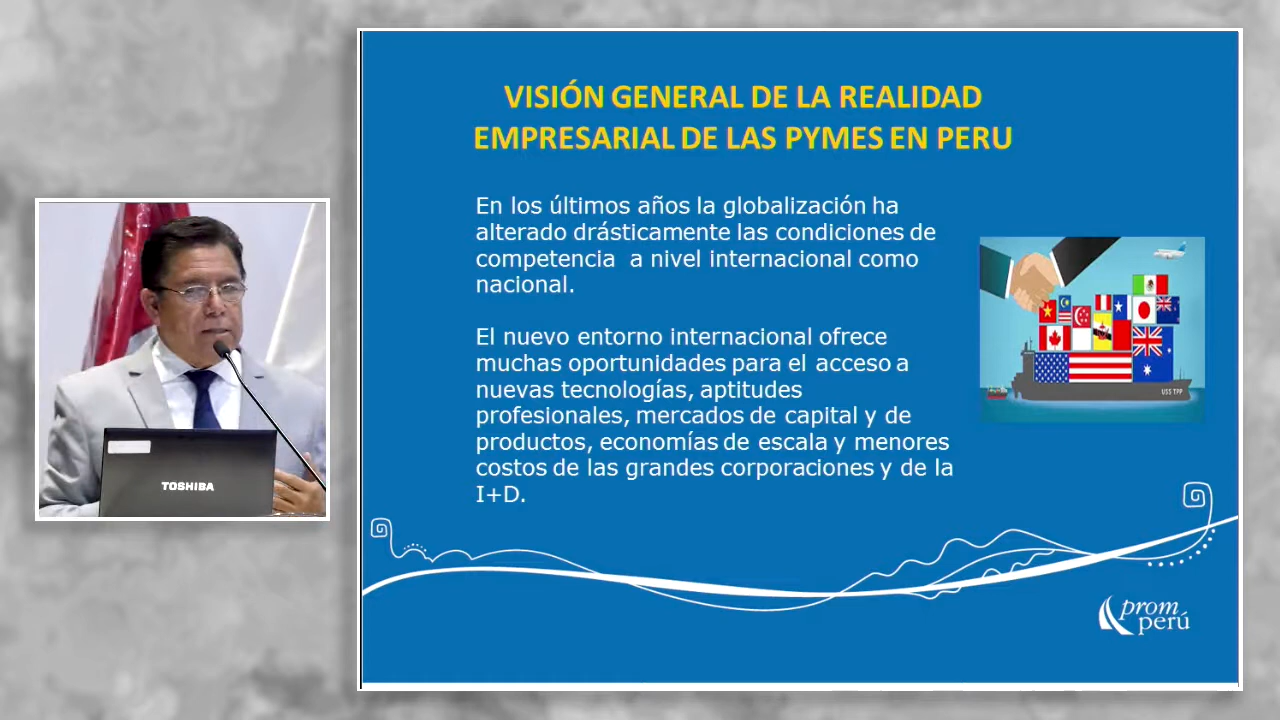 VISIÓN GENERAL DE LA REALIDAD
EMPRESARIAL DE LAS PYMES EN PERU
En los últimos años la globalización ha
alterado drásticamente las condiciones de
competencia  a nivel internacional como
nacional.
El nuevo entorno internacional ofrece
muchas oportunidades para el acceso a
nuevas tecnologías, aptitudes
profesionales, mercados de capital y de
productos, economías de escala y menores
costos de las grandes corporaciones y de la
I+D.
USS TPP
prom
perú
TOSHIBA